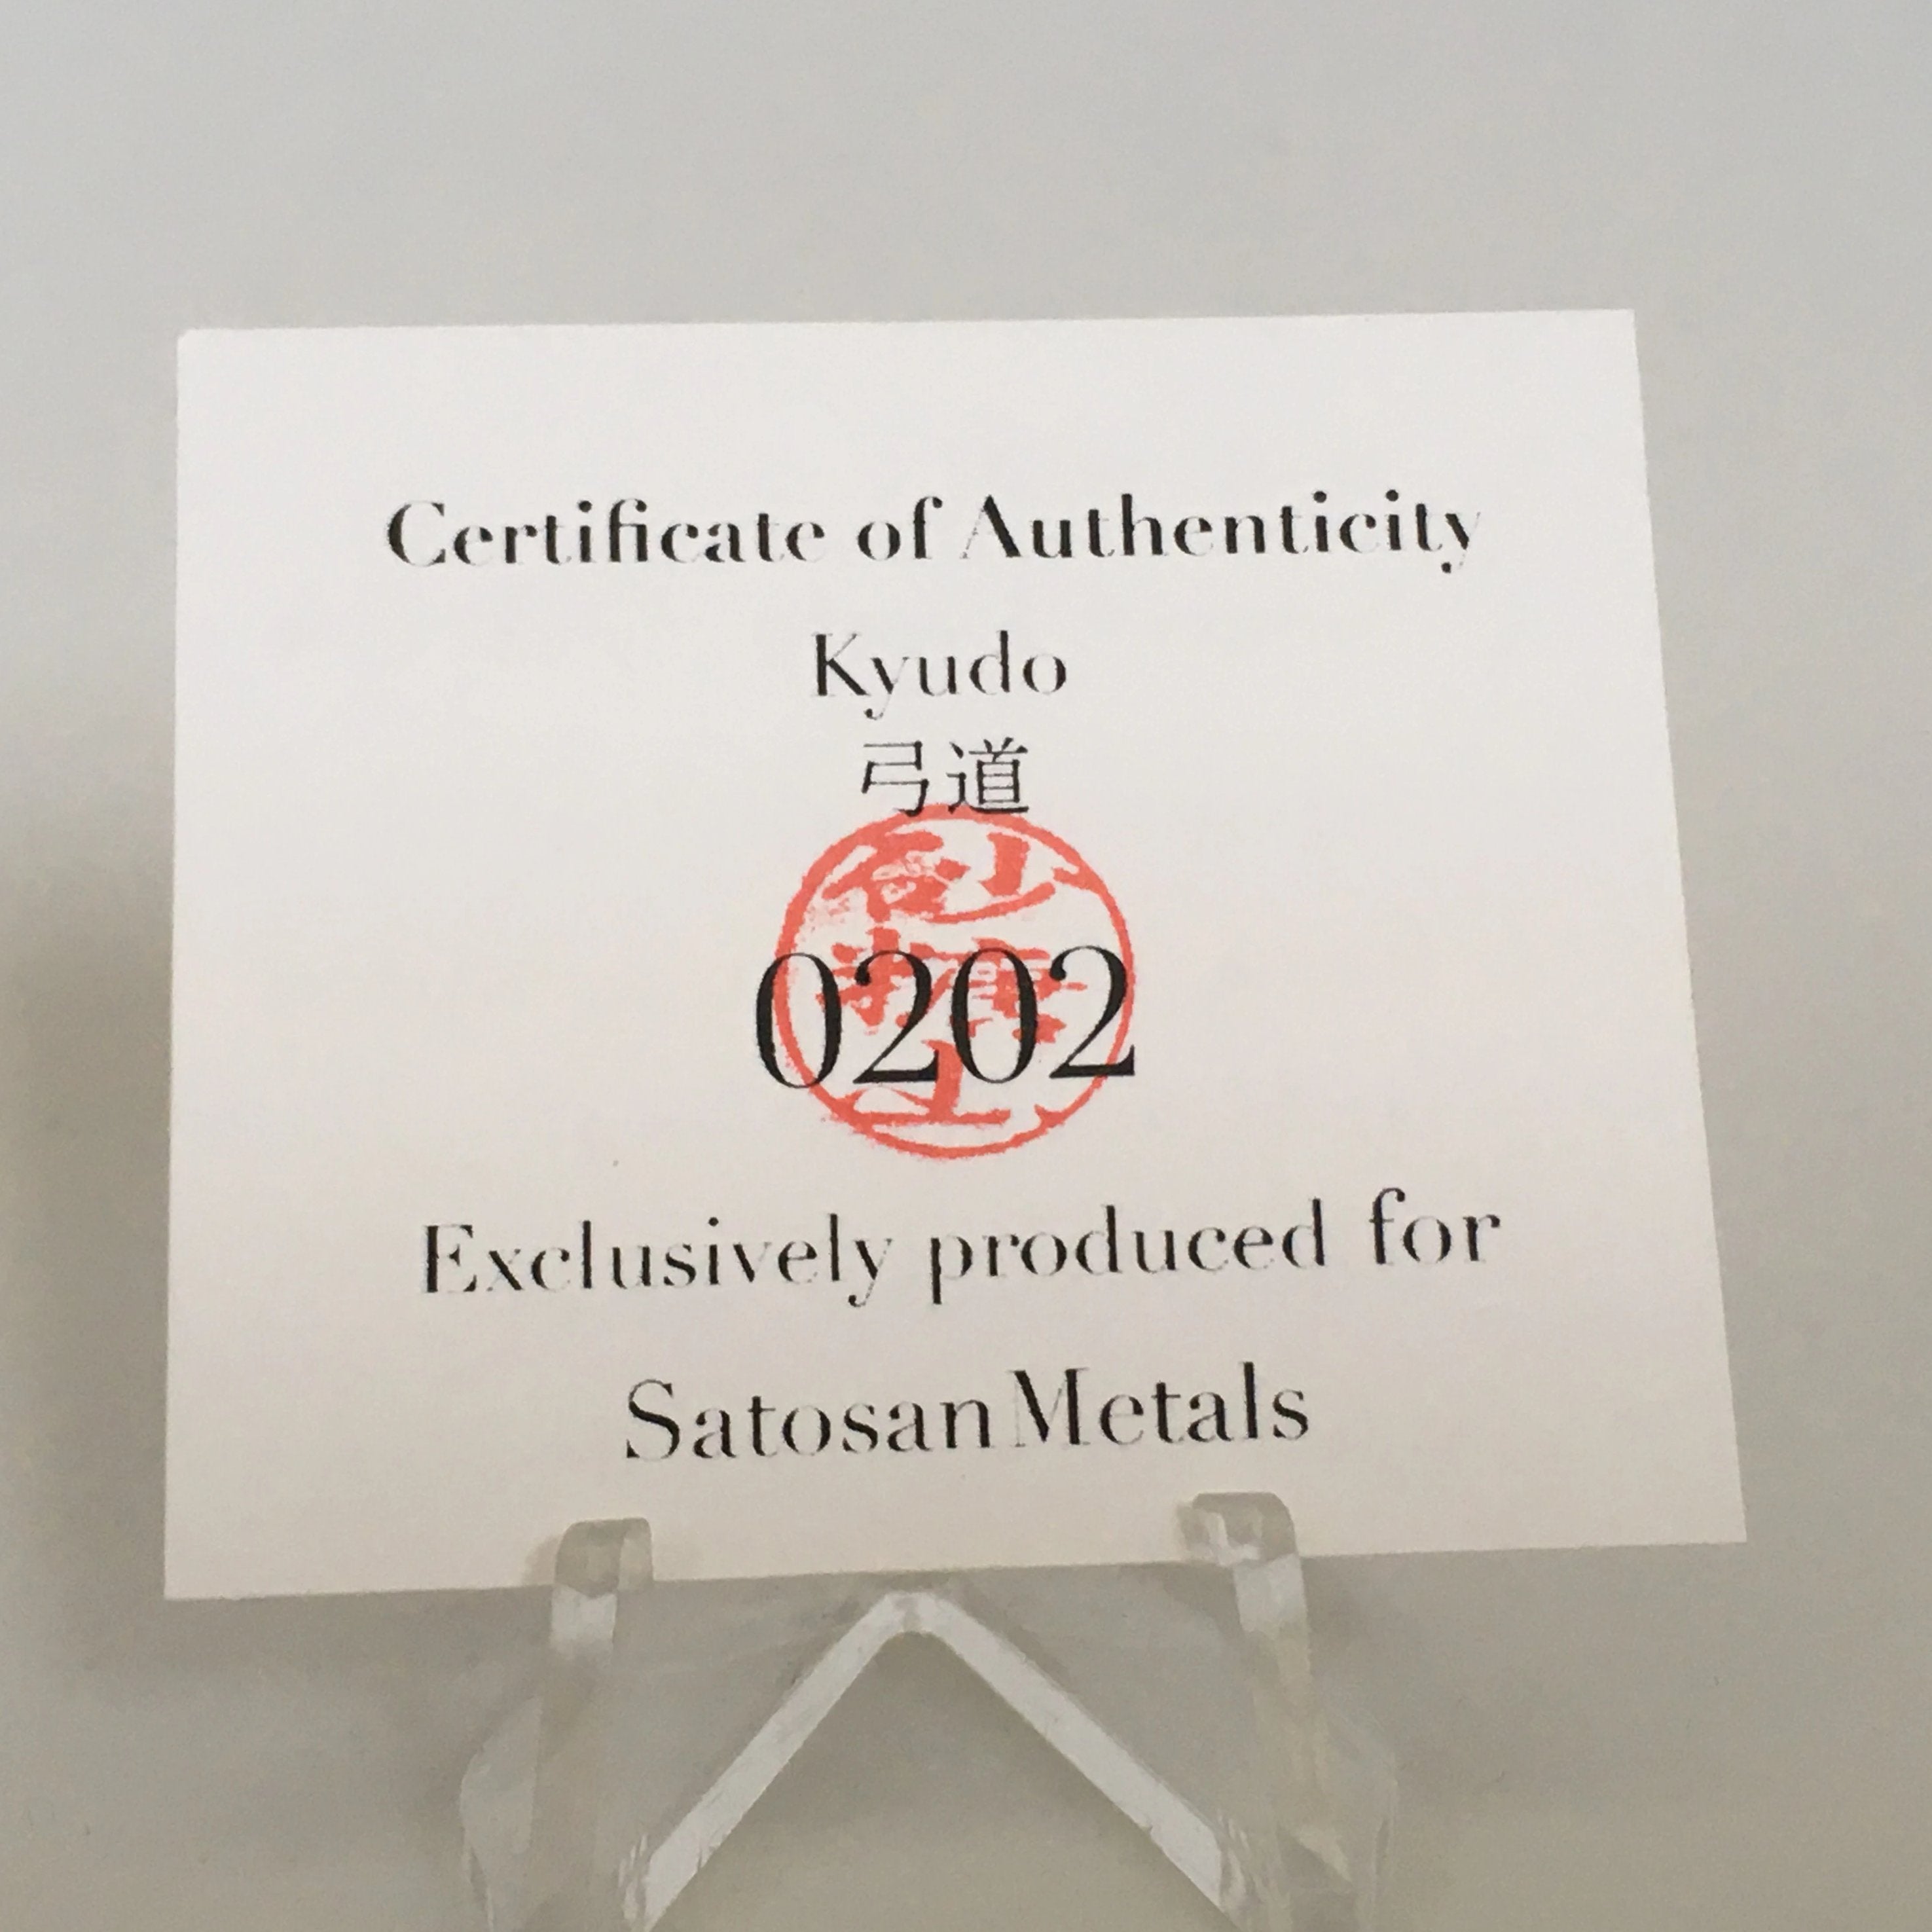 Certificate of Authenticity
Kyudo
弓道
0202
Exclusively produced for
Satosan Metals